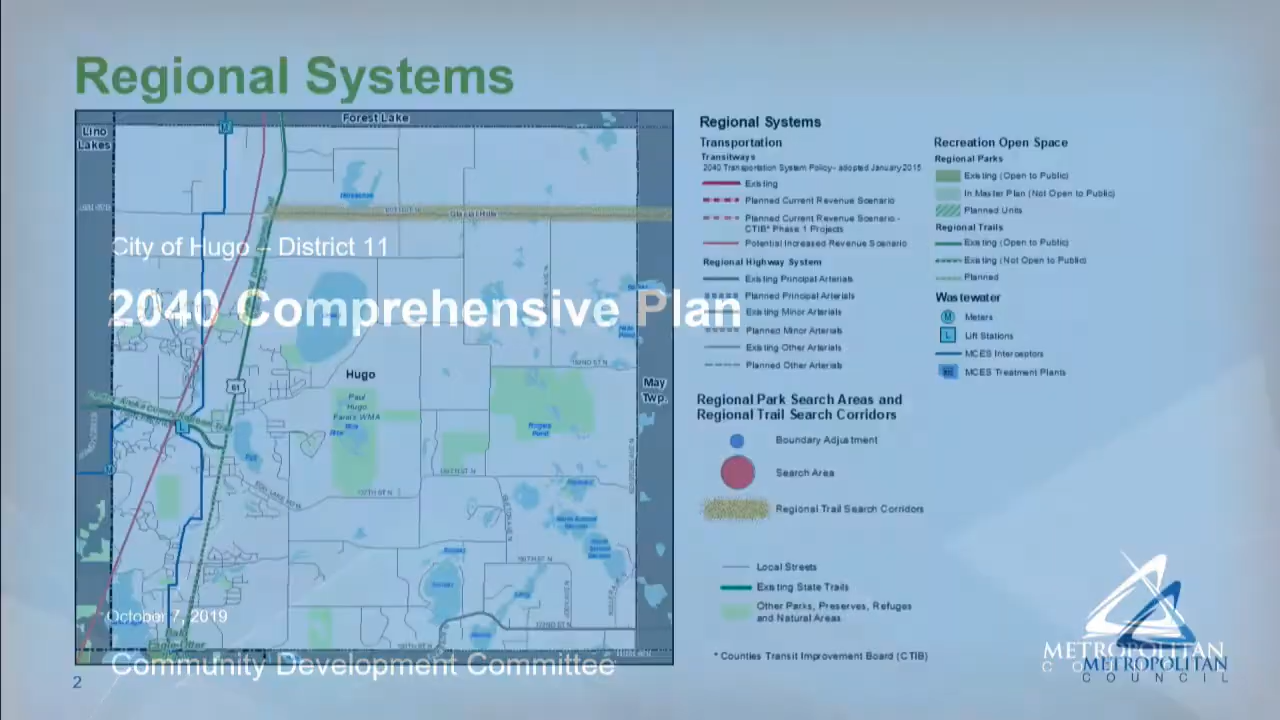 Regional Systems
Forest Lake
Lino
Lakes
City of Hugo – District 11
2040 Comprehensive Plan
61
Hugo
Paul
Hugo
Farms WMA
May
Twp.
October 7, 2019
Community Development Committee
2
Regional Systems
Transportation
Transitways
2040 Transportation System Policy - adopted January 2015
Existing
Planned Current Revenue Scenario
Planned Current Revenue Scenario -
CTIB* Phase 1 Projects
Potential Increased Revenue Scenario
Regional Highway System
Existing Principal Arterials
Planned Principal Arterials
Existing Minor Arterials
Planned Minor Arterials
Existing Other Arterials
Planned Other Arterials
Recreation Open Space
Regional Parks
Existing (Open to Public)
In Master Plan (Not Open to Public)
Planned Units
Regional Trails
Existing (Open to Public)
Existing (Not Open to Public)
Planned
Wastewater
M Meters
L Lift Stations
MCES Interceptors
MCES Treatment Plants
Regional Park Search Areas and
Regional Trail Search Corridors
Boundary Adjustment
Search Area
Regional Trail Search Corridors
Local Streets
Existing State Trails
Other Parks, Preserves, Refuges
and Natural Areas
* Counties Transit Improvement Board (CTIB)
METROPOLITAN
METROPOLITAN
COUNCIL